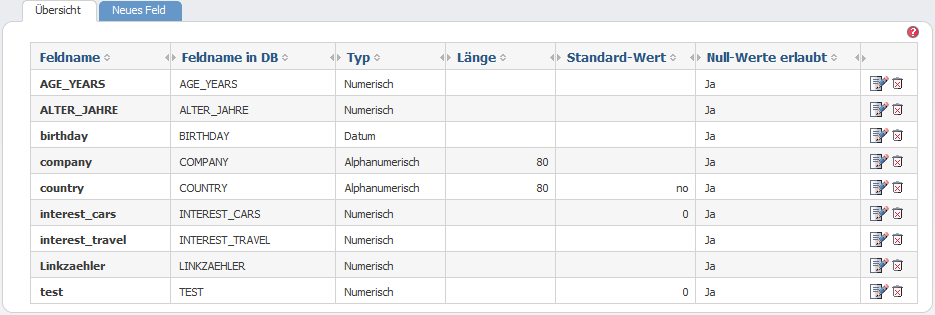 Übersicht Neues Feld
?
Feldname Feldname in DB Typ Länge Standard-Wert Null-Werte erlaubt
AGE_YEARS AGE_YEARS Numerisch Ja
ALTER_JAHRE ALTER_JAHRE Numerisch Ja
birthday BIRTHDAY Datum Ja
company COMPANY Alphanumerisch 80 Ja
country COUNTRY Alphanumerisch 80 no Ja
interest_cars INTEREST_CARS Numerisch 0 Ja
interest_travel INTEREST_TRAVEL Numerisch Ja
Linkzaehler LINKZAEHLER Numerisch Ja
test TEST Numerisch 0 Ja